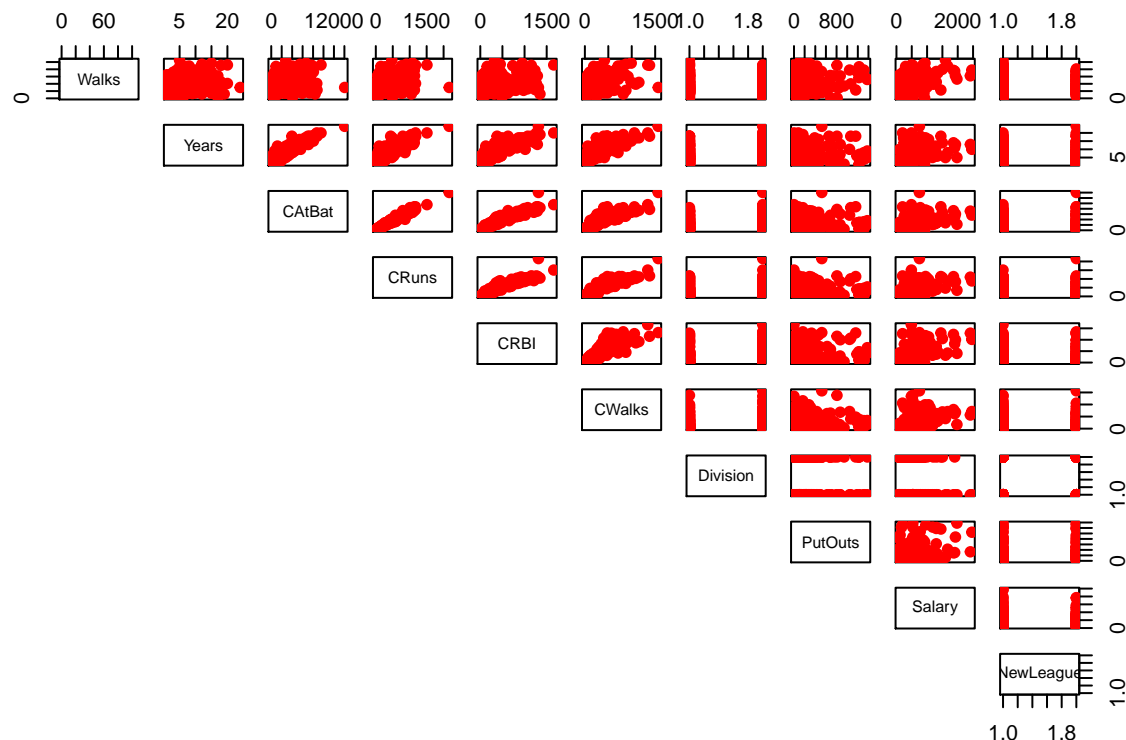 5 20 0 12000 0 1500 0 1500 0 1500 1.0 1.8 0 800 0 2000 1.0 1.8
0 60
Walks
0 0
Years
5
CAtBat
0
CRuns
0
CRBI
0
CWalks
0
Division
1.0
PutOuts
0
Salary
0
NewLeague
1.0
1.0 1.8